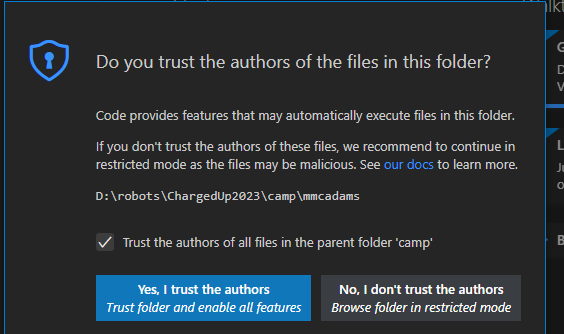 Do you trust the authors of the files in this folder?
Code provides features that may automatically execute files in this folder.
If you don't trust the authors of these files, we recommend to continue in
restricted mode as the files may be malicious. See our docs to learn more.
D:\robots\ChargedUp2023\camp\mmcadams
Trust the authors of all files in the parent folder 'camp'
Yes, I trust the authors
Trust folder and enable all features
No, I don't trust the authors
Browse folder in restricted mode